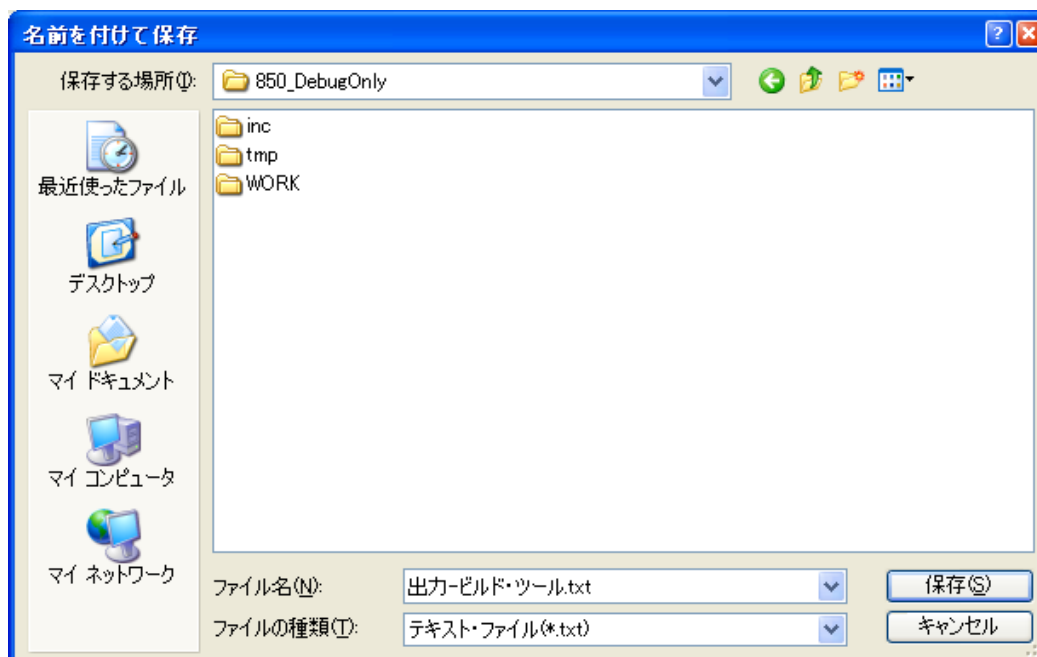 名前を付けて保存
保存する場所(I):
850_DebugOnly
inc
tmp
WORK
最近使ったファイル
デスクトップ
マイ ドキュメント
マイ コンピュータ
マイ ネットワーク
ファイル名(N):
出力-ビルド・ツール.txt
保存(S)
ファイルの種類(T):
テキスト・ファイル(*.txt)
キャンセル